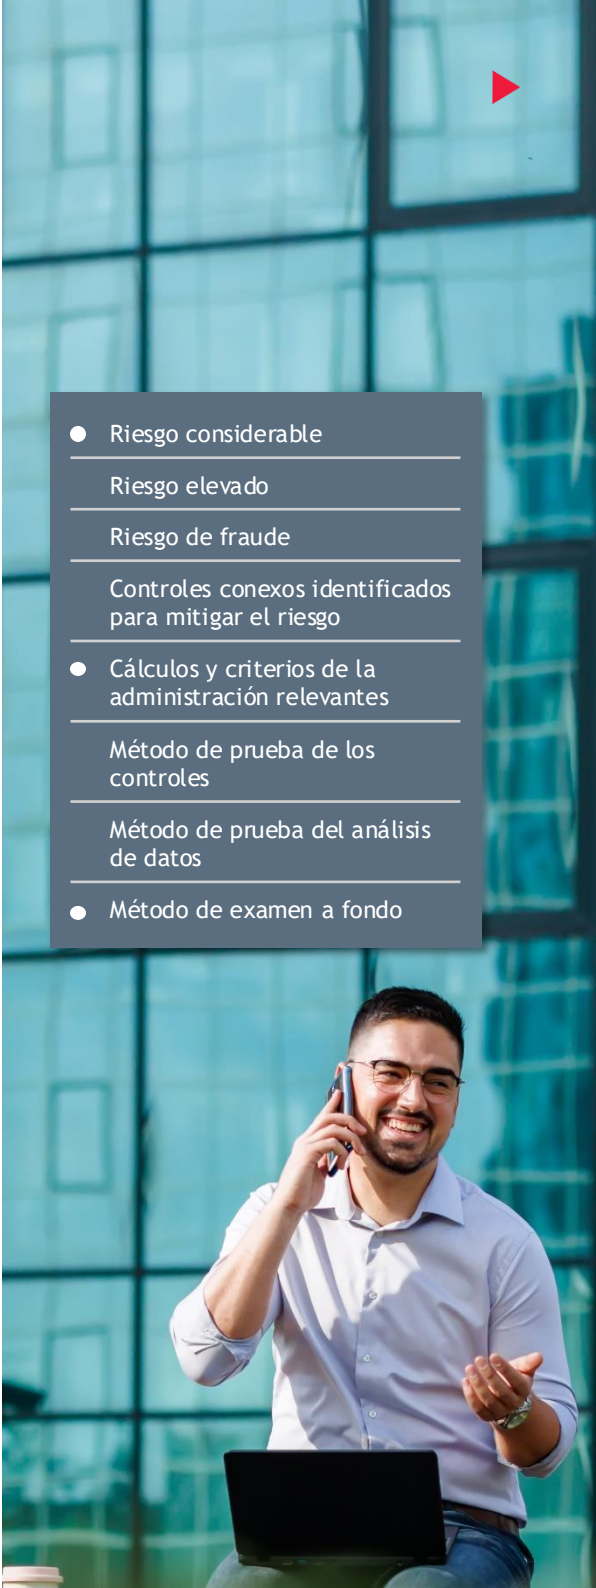 Riesgo considerable
Riesgo elevado
Riesgo de fraude
Controles conexos identificados
para mitigar el riesgo
Cálculos y criterios de la
administración relevantes
Método de prueba de los
controles
Método de prueba del análisis
de datos
Método de examen a fondo